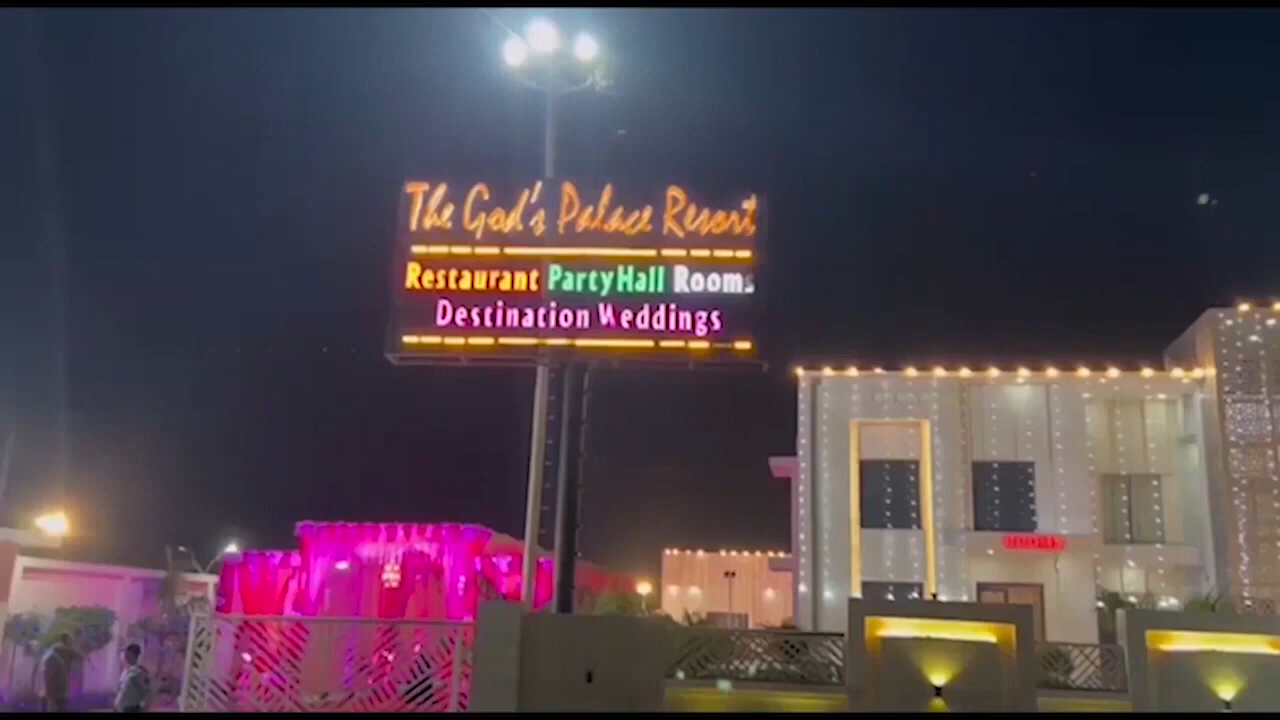 The God's Palace Resort
Restaurant PartyHall Rooms
Destination Weddings